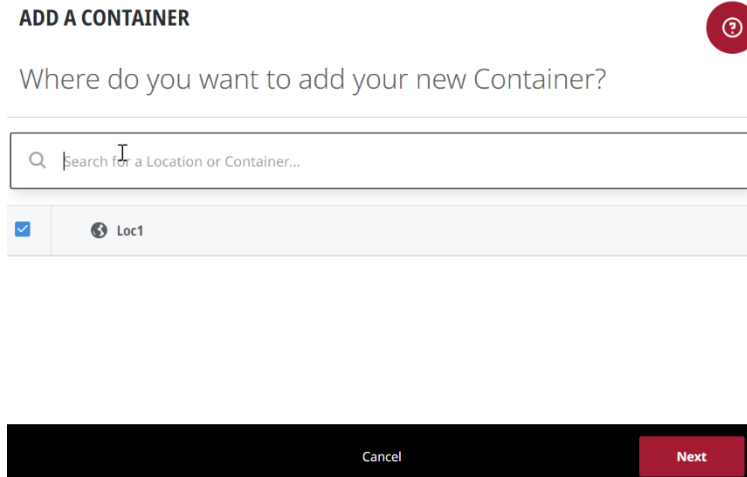 ADD A CONTAINER
?
Where do you want to add your new Container?
Search for a Location or Container...
Loc1
Cancel
Next